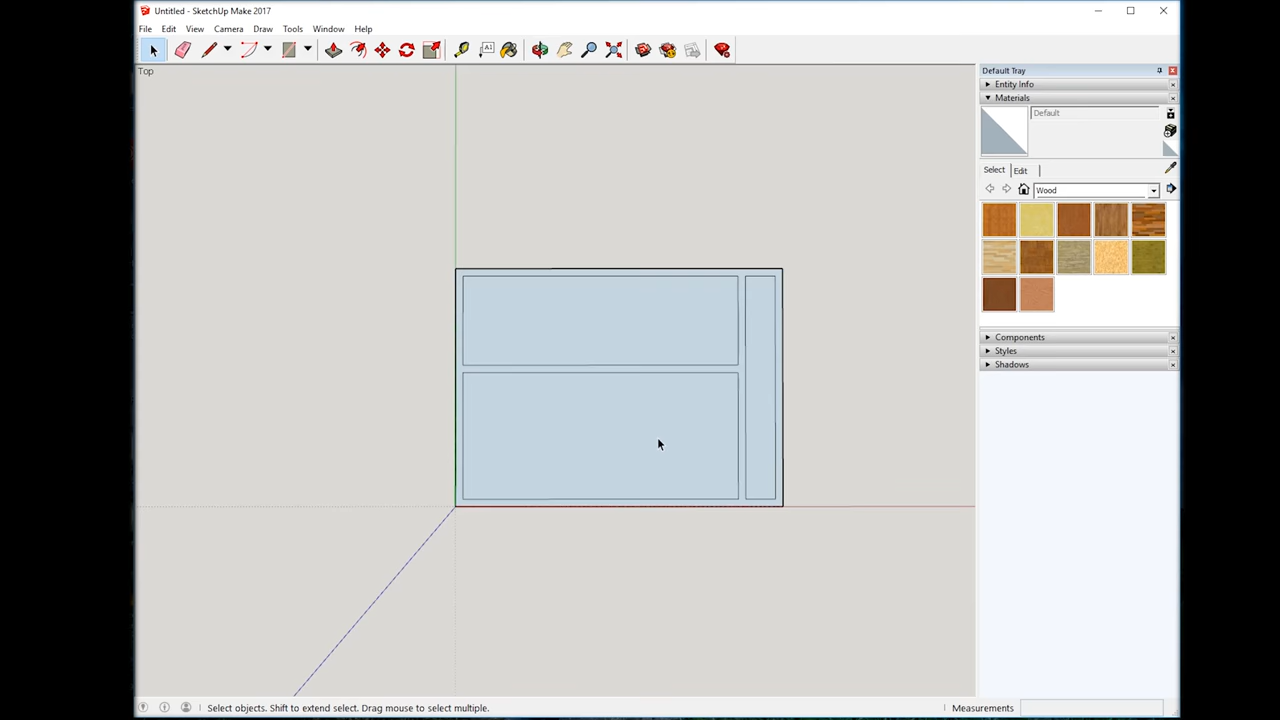 Untitled - SketchUp Make 2017
File Edit View Camera Draw Tools Window Help
Top
Default Tray
Entity Info
Materials
Default
Select Edit
Wood
Components
Styles
Shadows
Select objects. Shift to extend select. Drag mouse to select multiple.
Measurements